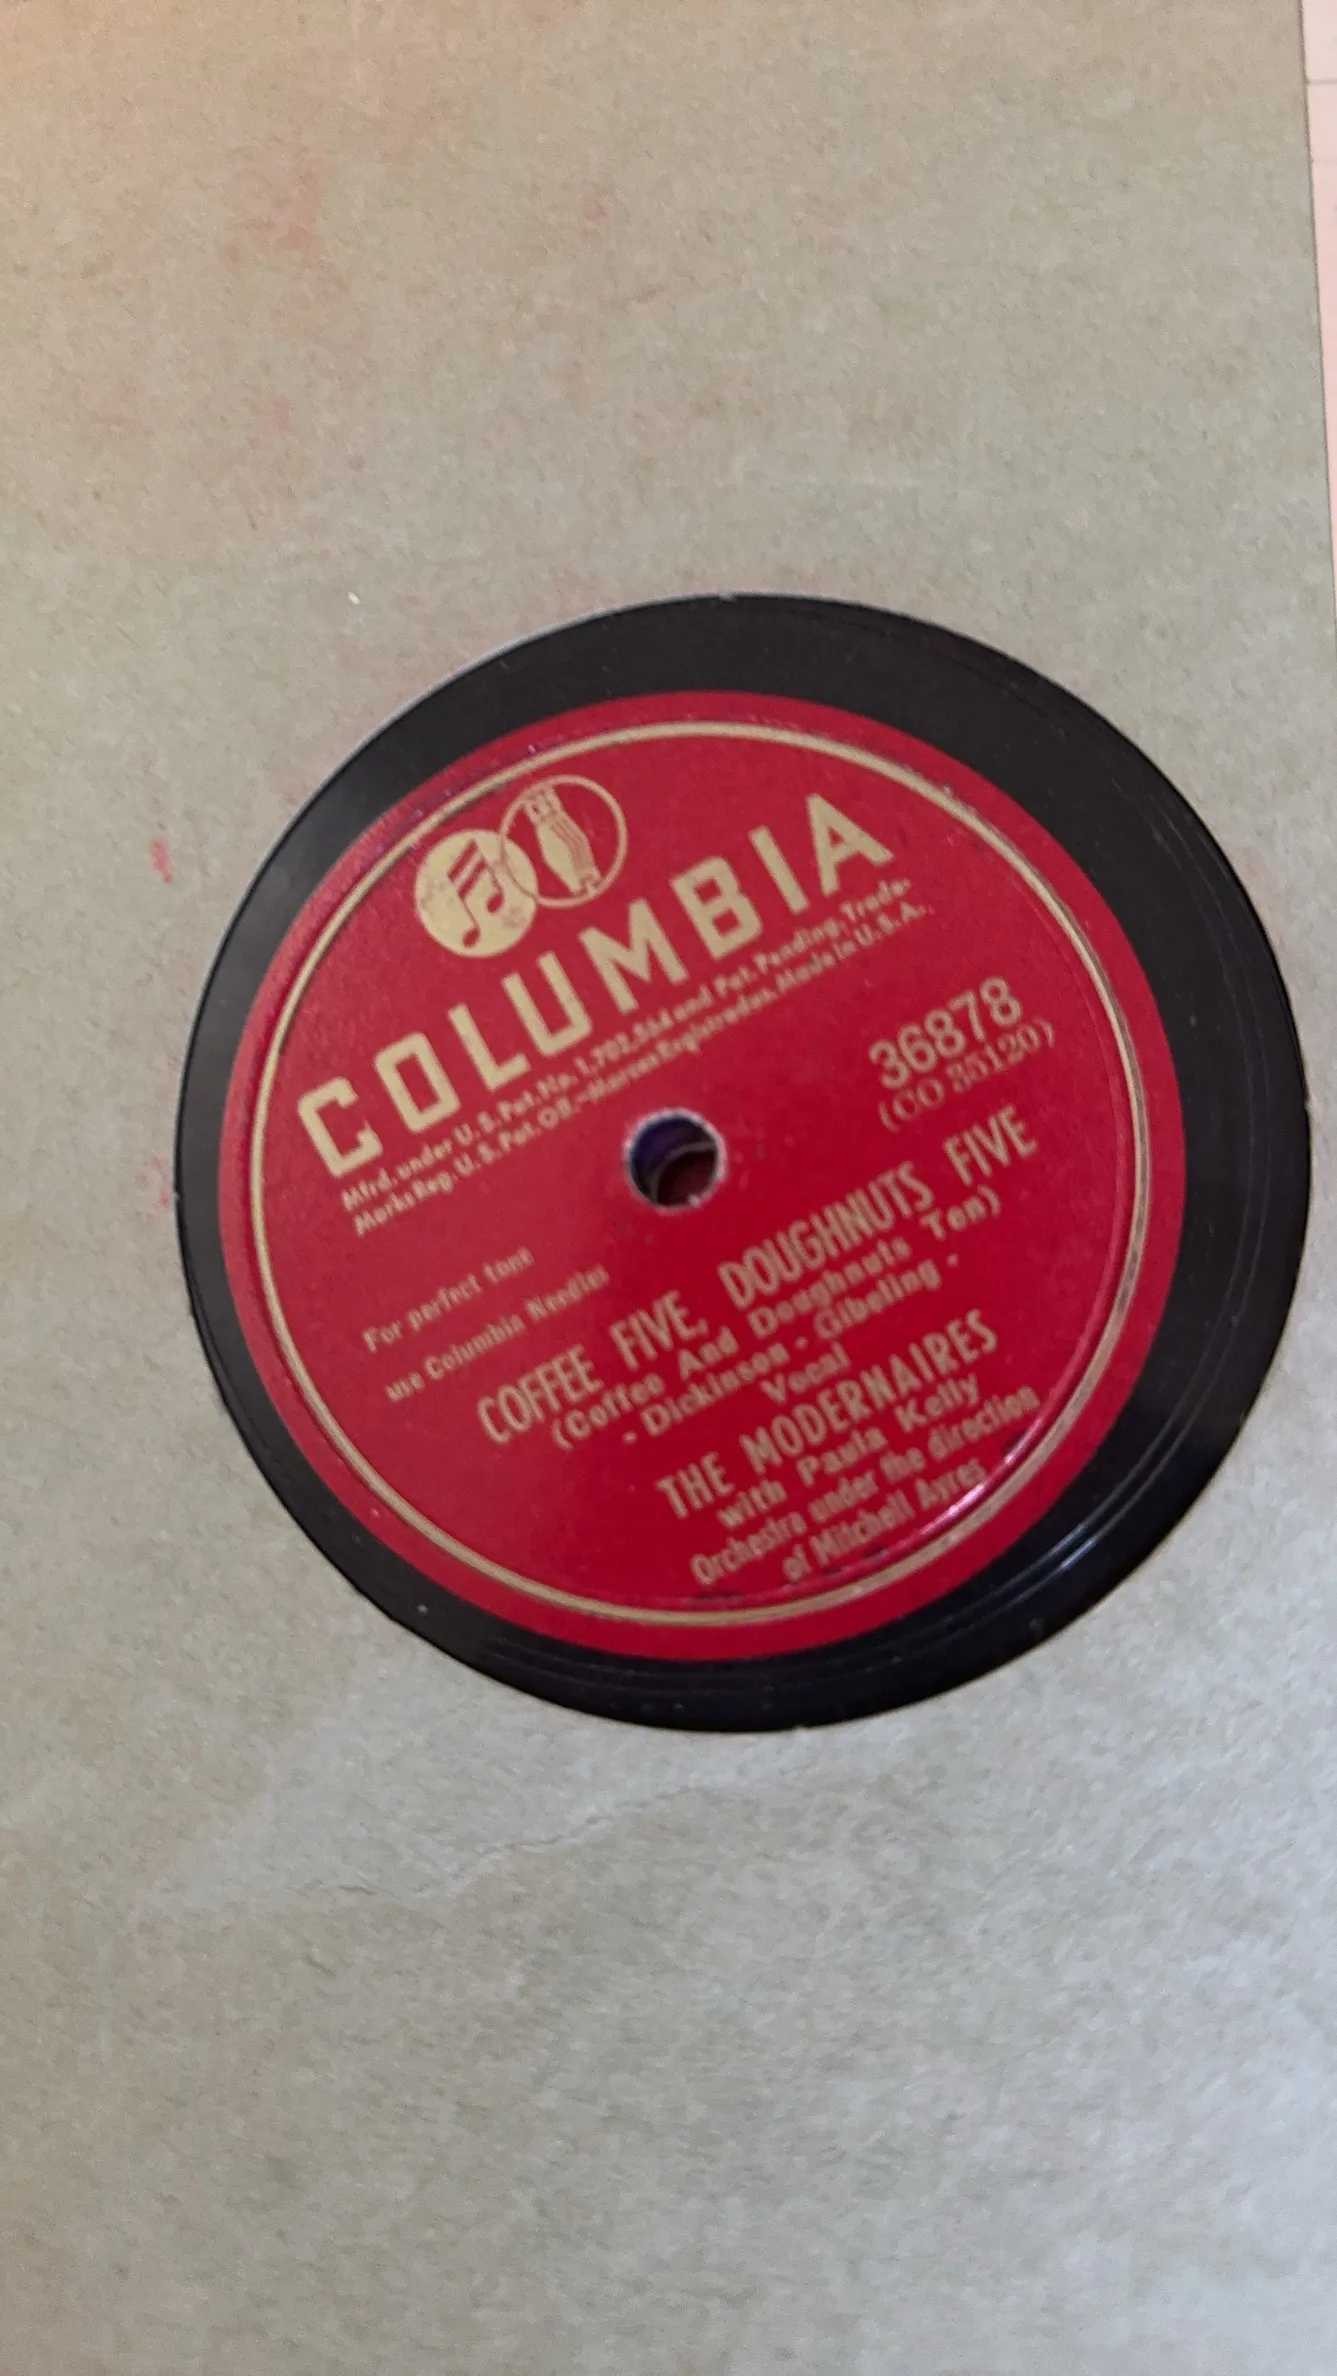 COLUMBIA
Mfrd. under U.S. Pat. No. 1,702,564 and Pat. Pending, Trade-
Marks Reg. U.S. Pat. Off.–Marcas Registradas. Made in U.S.A.
36878
(CO 35120)
For perfect tone
use Columbia Needles
COFFEE FIVE, DOUGHNUTS FIVE
(Coffee And Doughnuts Ten)
- Dickinson - Gibeling -
Vocal
THE MODERNAIRES
with Paula Kelly
Orchestra under the direction
of Mitchell Ayres